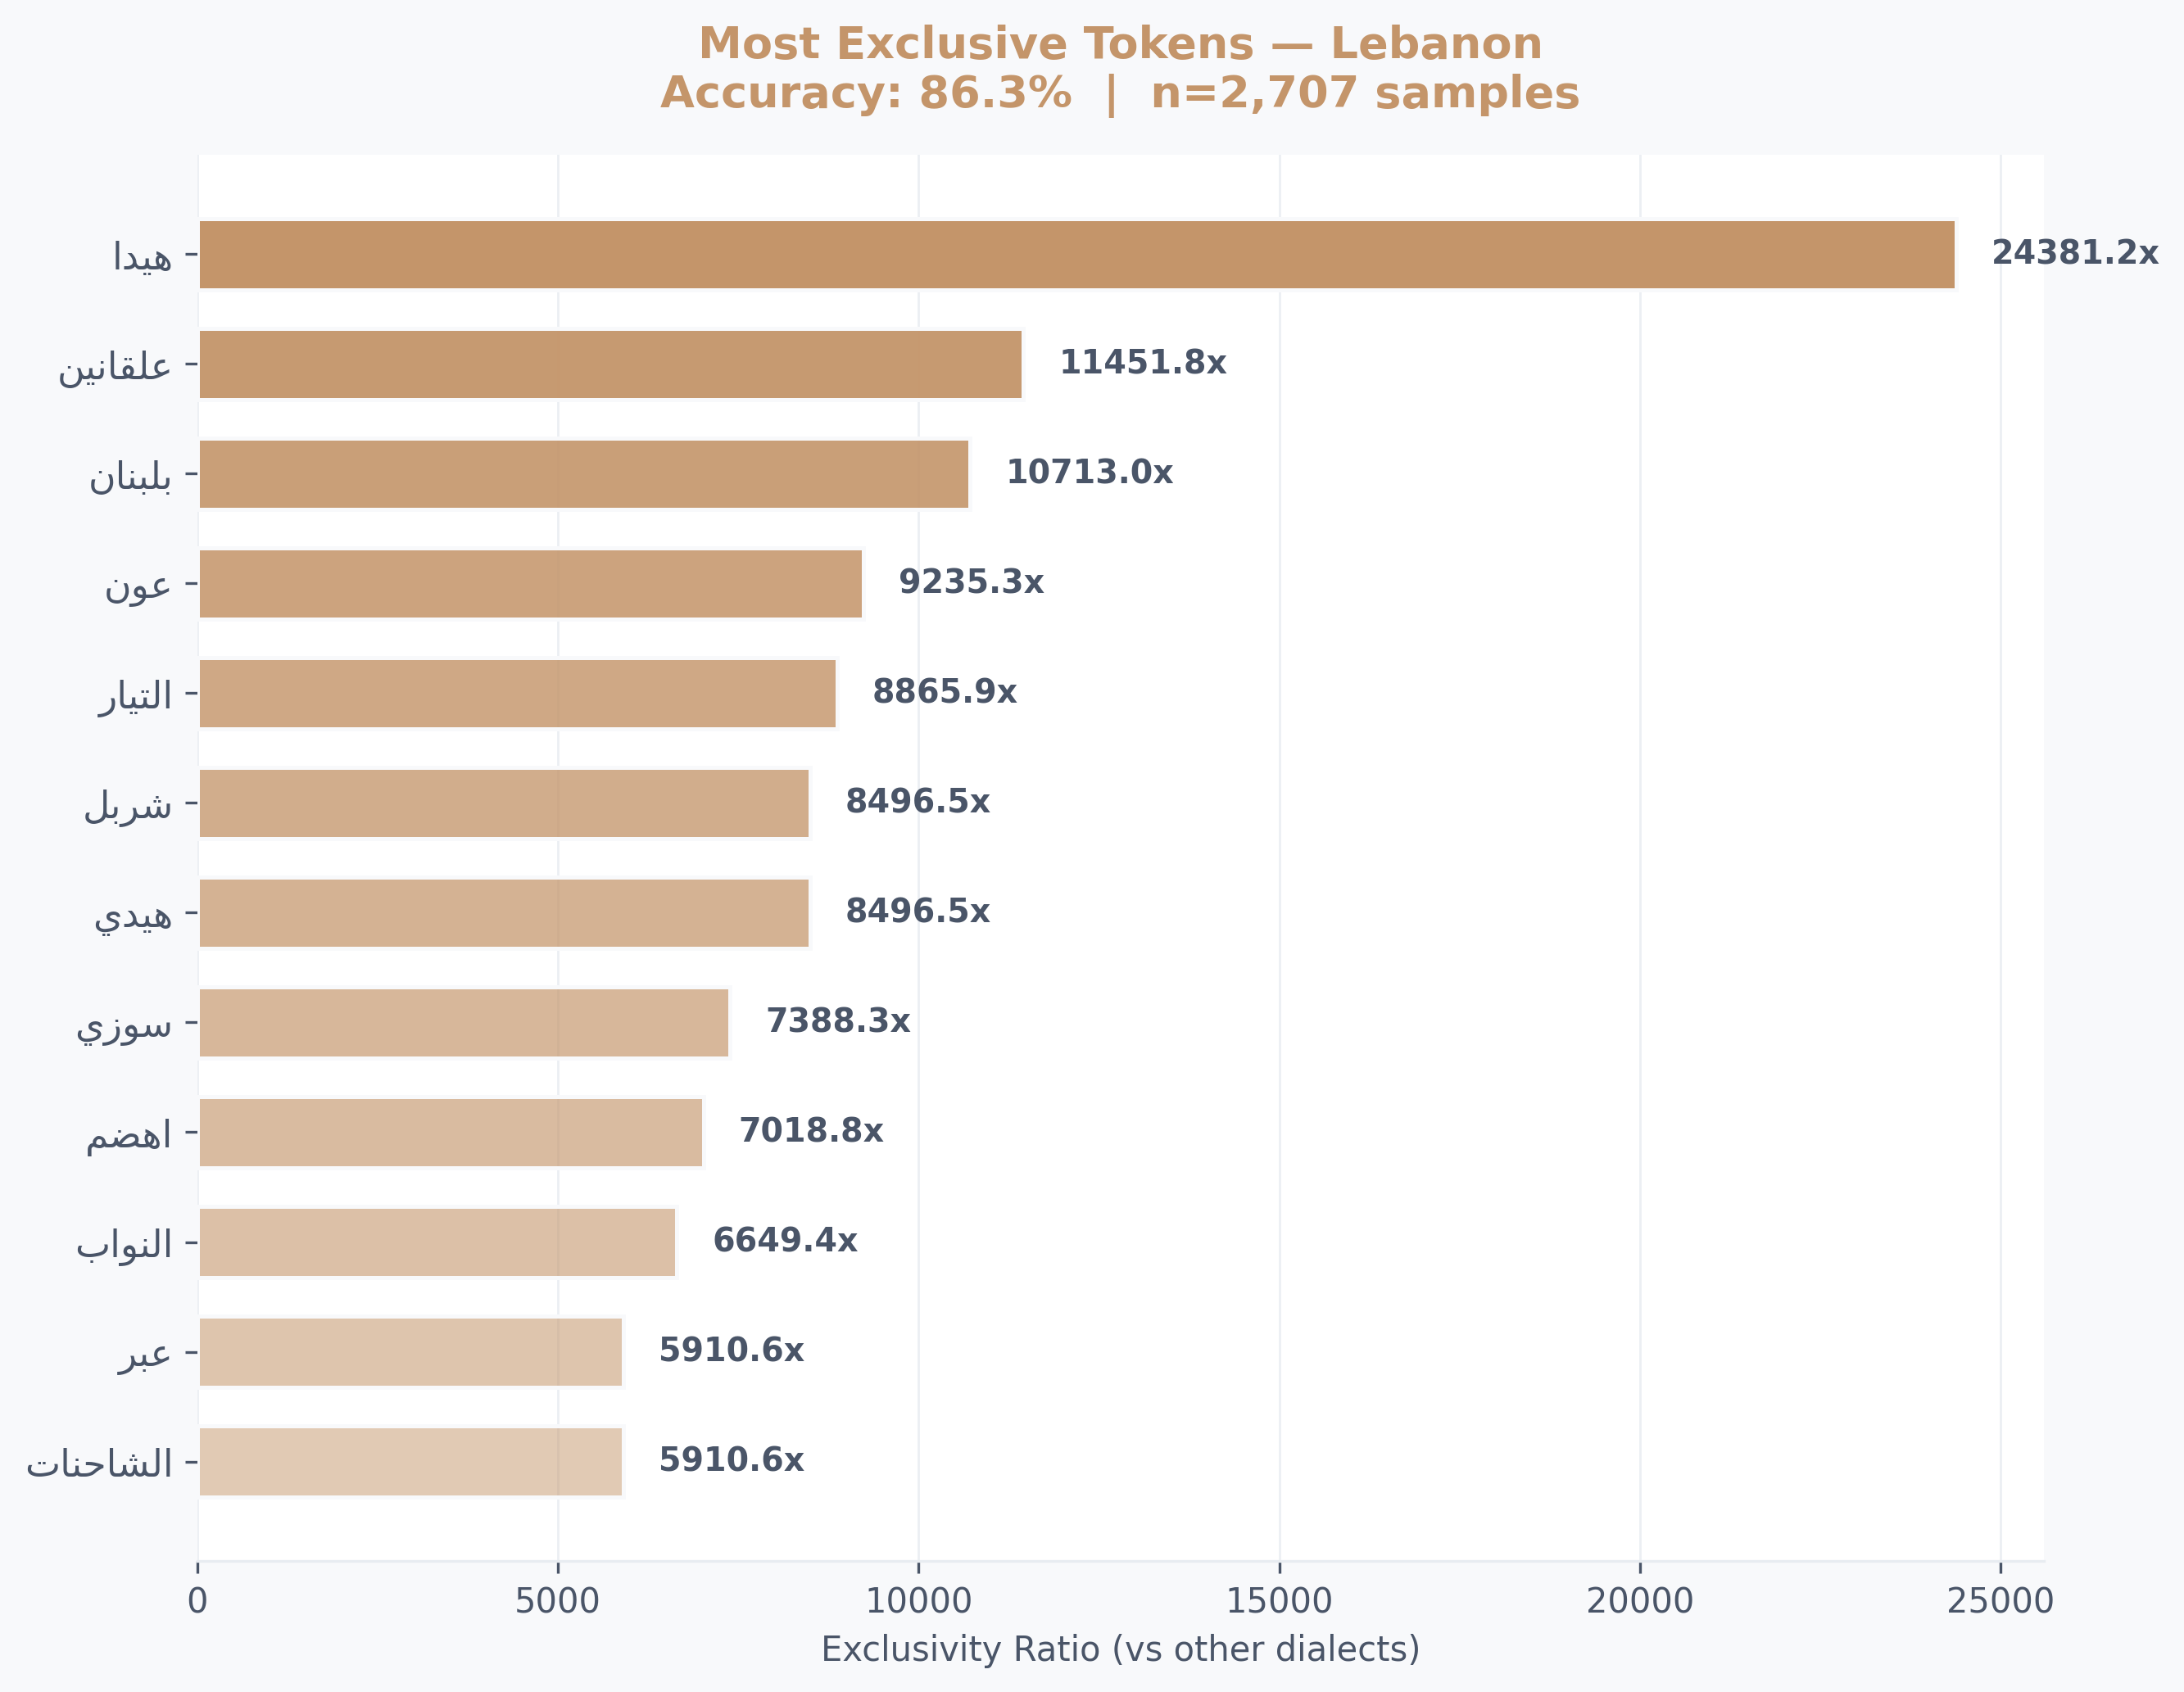 Most Exclusive Tokens — Lebanon
Accuracy: 86.3% | n=2,707 samples
هيدا 24381.2x
علقانين 11451.8x
بلبنان 10713.0x
عون 9235.3x
التيار 8865.9x
شربل 8496.5x
هيدي 8496.5x
سوزي 7388.3x
اهضم 7018.8x
النواب 6649.4x
عبر 5910.6x
الشاحنات 5910.6x
0 5000 10000 15000 20000 25000
Exclusivity Ratio (vs other dialects)